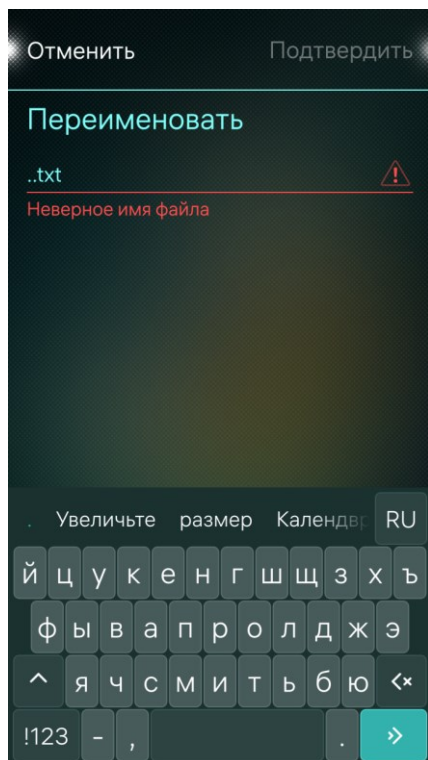 Отменить Подтвердить
Переименовать
..txt
Неверное имя файла
. Увеличьте размер RU
й ц у к е н г ш щ з х ъ
ф ы в а п р о л д ж э
я ч с м и т ь б ю
!123 - , .